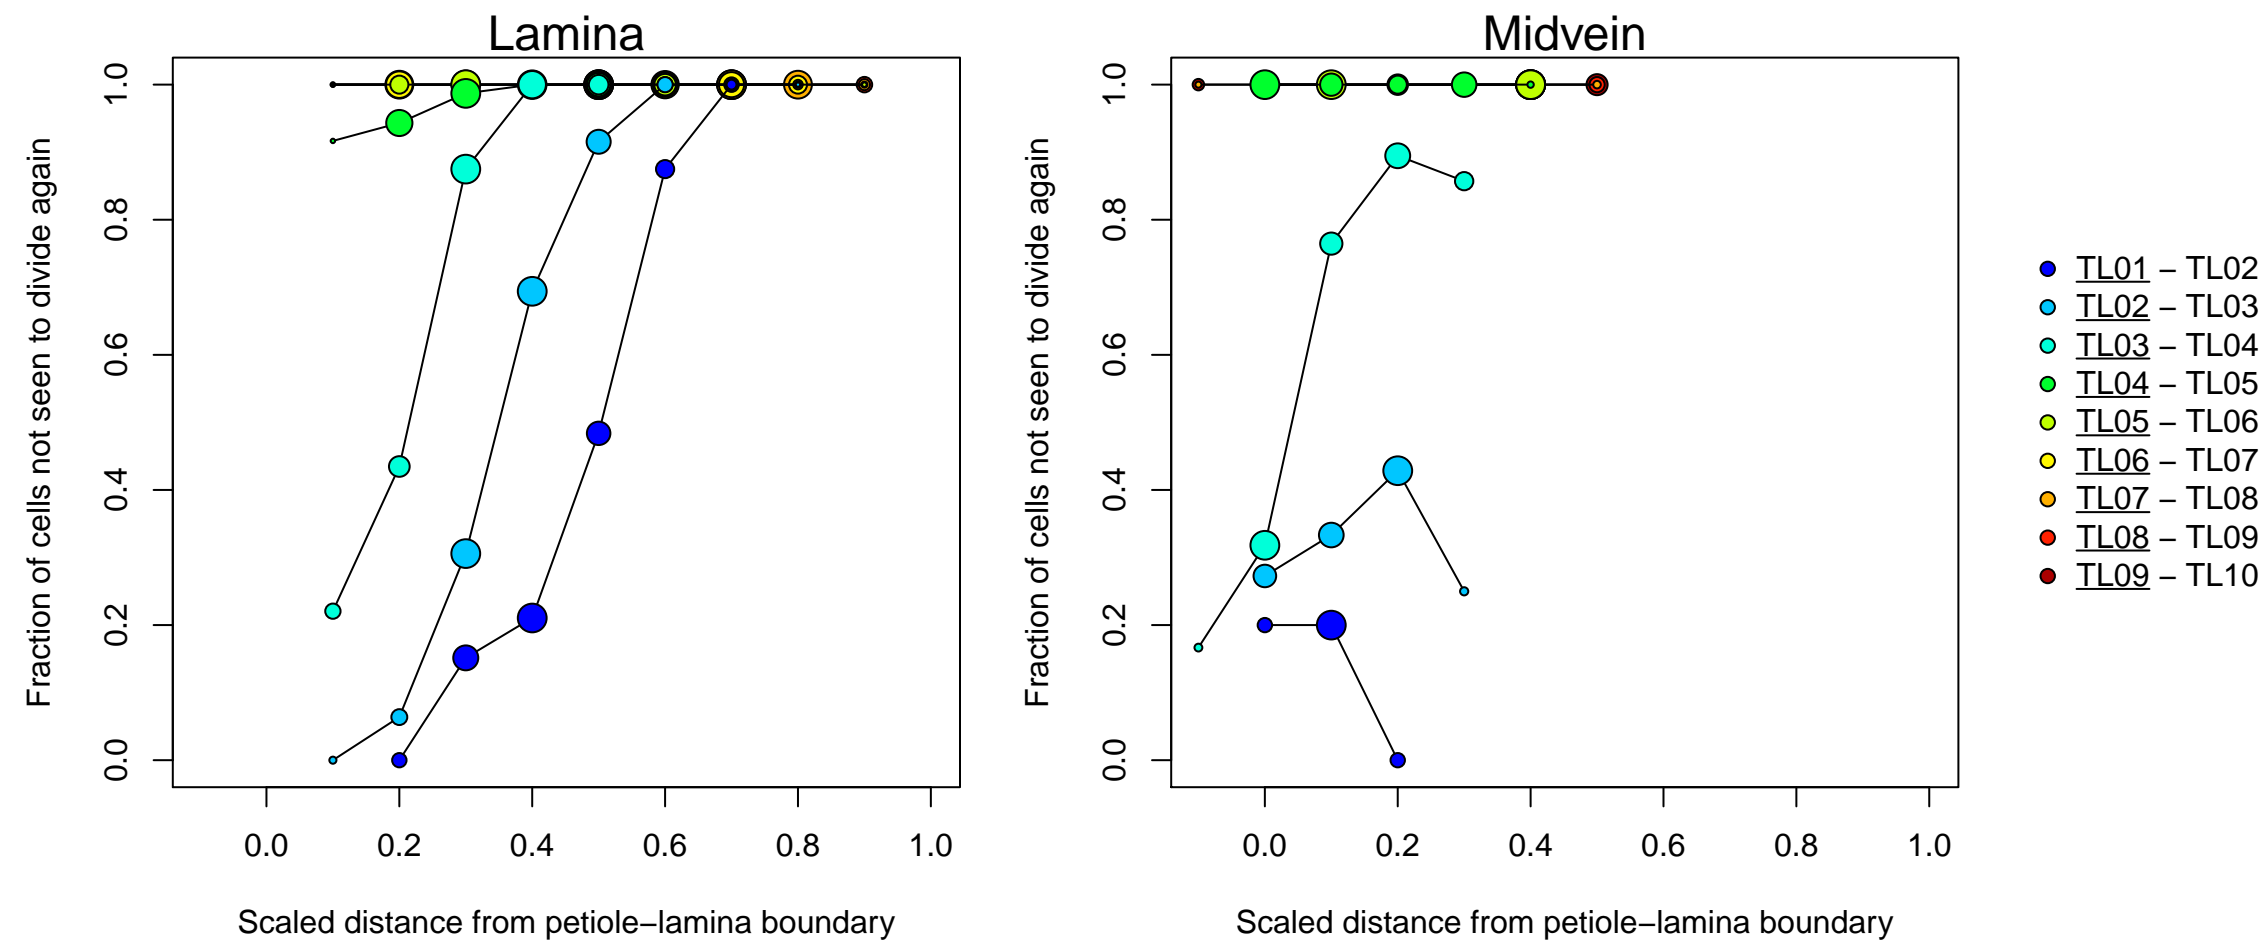 Lamina
Fraction of cells not seen to divide again
0.0 0.2 0.4 0.6 0.8 1.0
0.0 0.2 0.4 0.6 0.8 1.0
Scaled distance from petiole−lamina boundary
Midvein
Fraction of cells not seen to divide again
0.0 0.2 0.4 0.6 0.8 1.0
0.0 0.2 0.4 0.6 0.8 1.0
Scaled distance from petiole−lamina boundary
TL01 − TL02
TL02 − TL03
TL03 − TL04
TL04 − TL05
TL05 − TL06
TL06 − TL07
TL07 − TL08
TL08 − TL09
TL09 − TL10